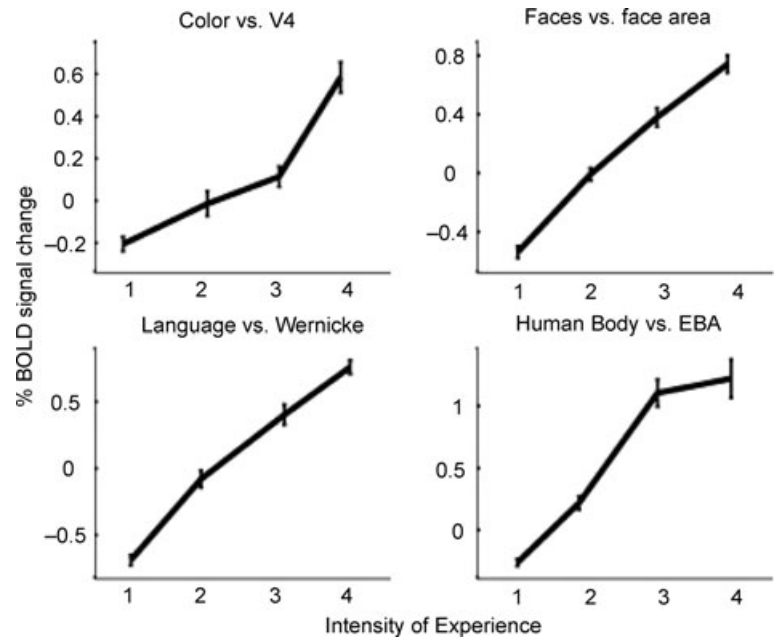 Color vs. V4
Faces vs. face area
% BOLD signal change
0.6
0.4
0.2
0
–0.2
1 2 3 4
0.8
0.4
0
–0.4
1 2 3 4
Language vs. Wernicke
Human Body vs. EBA
0.5
0
–0.5
1 2 3 4
1
0.5
0
1 2 3 4
Intensity of Experience